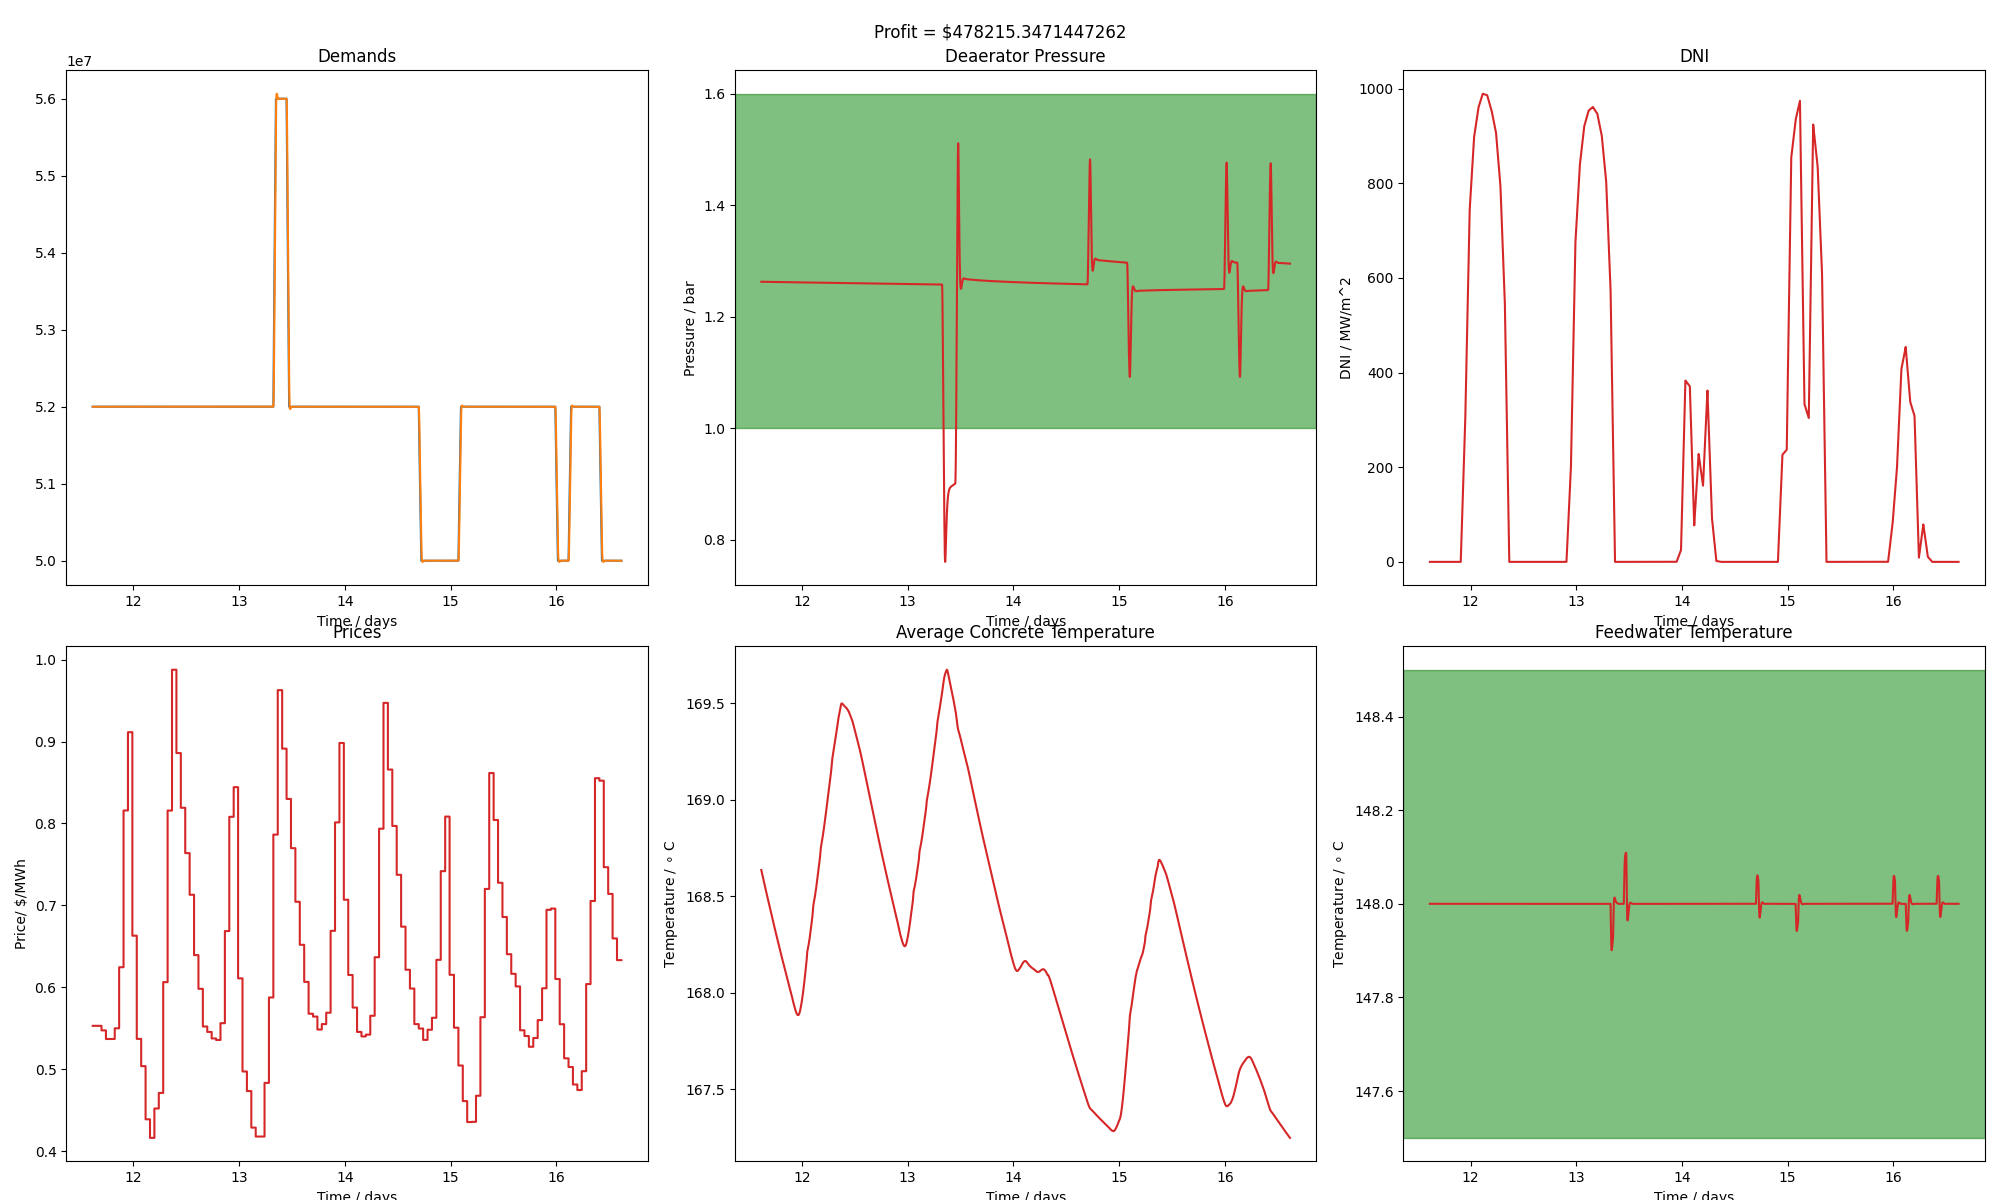 Profit = $478215.3471447262
Demands
1e7
5.6
5.5
5.4
5.3
5.2
5.1
5.0
12 13 14 15 16
Time / days
Deaerator Pressure
Pressure / bar
1.6
1.4
1.2
1.0
0.8
12 13 14 15 16
Time / days
DNI
DNI / MW/m^2
1000
800
600
400
200
0
12 13 14 15 16
Time / days
Prices
Price/ $/MWh
1.0
0.9
0.8
0.7
0.6
0.5
0.4
12 13 14 15 16
Time / days
Average Concrete Temperature
Temperature / ∘ C
169.5
169.0
168.5
168.0
167.5
12 13 14 15 16
Time / days
Feedwater Temperature
Temperature / ∘ C
148.4
148.2
148.0
147.8
147.6
12 13 14 15 16
Time / days